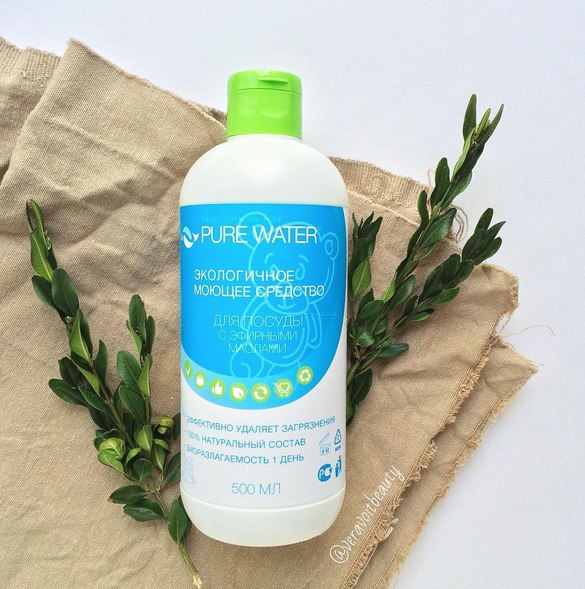 PURE WATER
ЭКОЛОГИЧНОЕ
МОЮЩЕЕ СРЕДСТВО
ДЛЯ ПОСУДЫ
С ЭФИРНЫМИ
МАСЛАМИ
ЭФФЕКТИВНО УДАЛЯЕТ ЗАГРЯЗНЕНИЯ
100% НАТУРАЛЬНЫЙ СОСТАВ
БИОРАЗЛАГАЕМОСТЬ 1 ДЕНЬ
500 МЛ
@veravoitbeauty